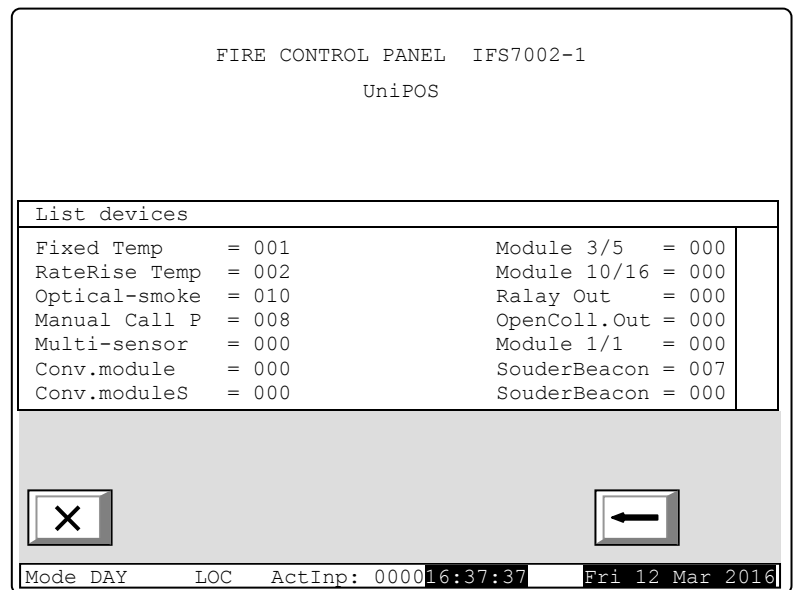 FIRE CONTROL PANEL IFS7002-1
UniPOS
List devices
Fixed Temp = 001 Module 3/5 = 000
RateRise Temp = 002 Module 10/16 = 000
Optical-smoke = 010 Ralay Out = 000
Manual Call P = 008 OpenColl.Out = 000
Multi-sensor = 000 Module 1/1 = 000
Conv.module = 000 SouderBeacon = 007
Conv.moduleS = 000 SouderBeacon = 000
Mode DAY LOC ActInp: 0000 16:37:37 Fri 12 Mar 2016